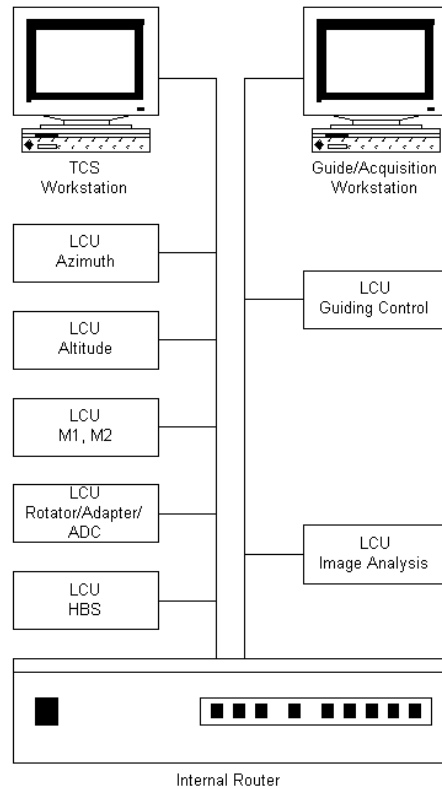 TCS
Workstation
Guide/Acquisition
Workstation
LCU
Azimuth
LCU
Guiding Control
LCU
Altitude
LCU
M1, M2
LCU
Rotator/Adapter/
ADC
LCU
Image Analysis
LCU
HBS
Internal Router